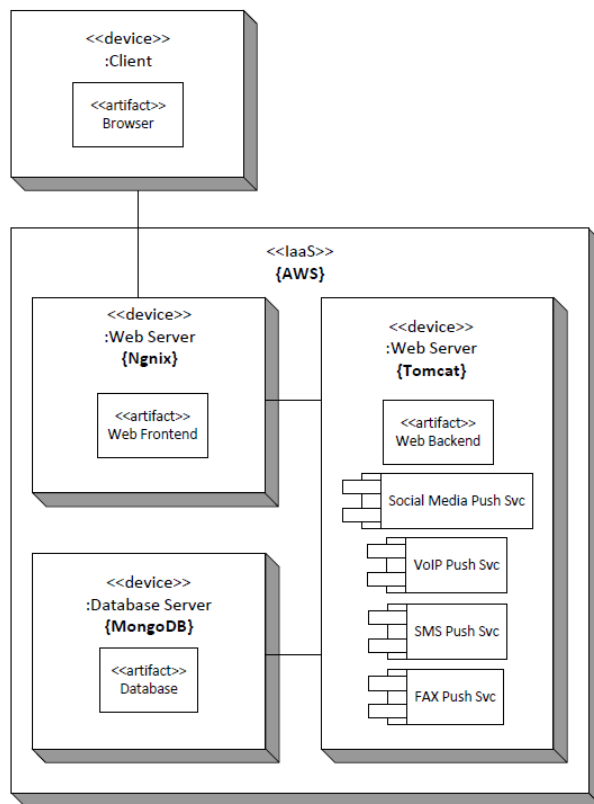 <<device>>
:Client
<<artifact>>
Browser
<<IaaS>>
{AWS}
<<device>>
:Web Server
{Ngnix}
<<artifact>>
Web Frontend
<<device>>
:Web Server
{Tomcat}
<<artifact>>
Web Backend
Social Media Push Svc
VoIP Push Svc
SMS Push Svc
FAX Push Svc
<<device>>
:Database Server
{MongoDB}
<<artifact>>
Database